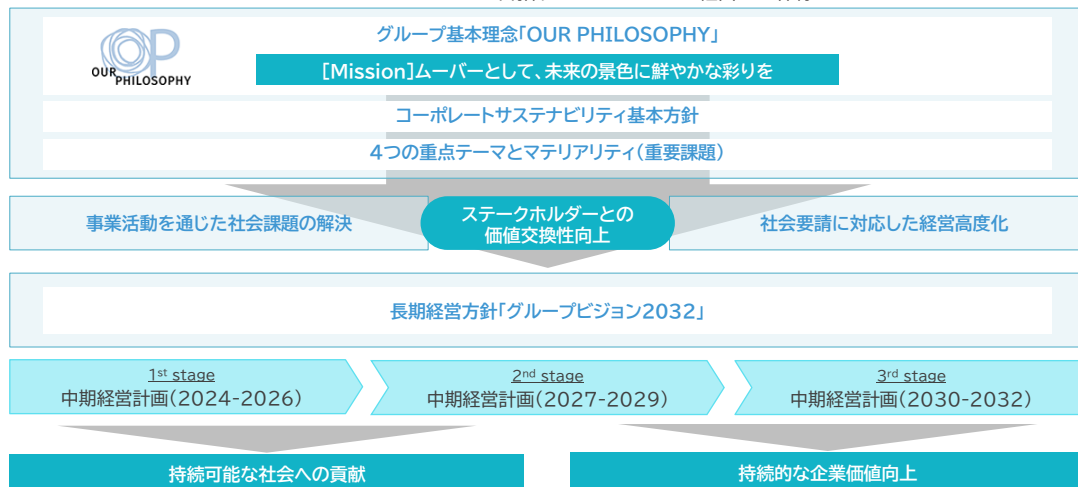 グループ基本理念「OUR PHILOSOPHY」
OP
OUR
PHILOSOPHY
[Mission]ムーバーとして、未来の景色に鮮やかな彩りを
コーポレートサステナビリティ基本方針
4つの重点テーマとマテリアリティ(重要課題)
事業活動を通じた社会課題の解決
ステークホルダーとの
価値交換性向上
社会要請に対応した経営高度化
長期経営方針「グループビジョン2032」
1st stage
中期経営計画(2024-2026)
2nd stage
中期経営計画(2027-2029)
3rd stage
中期経営計画(2030-2032)
持続可能な社会への貢献
持続的な企業価値向上